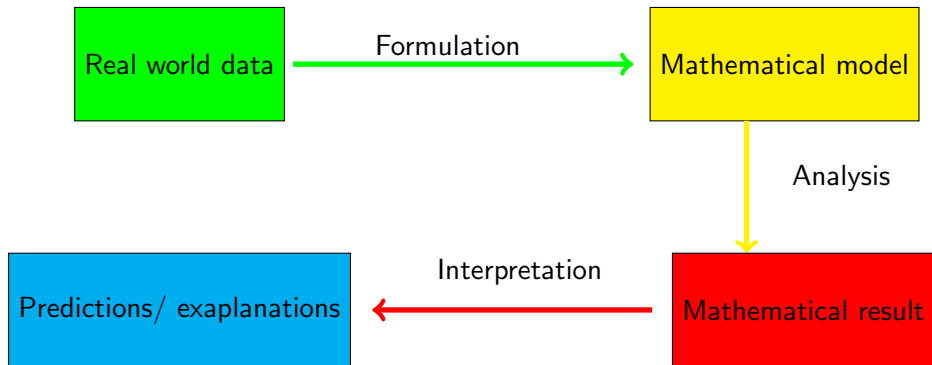 Real world data
Formulation
Mathematical model
Analysis
Mathematical result
Interpretation
Predictions/ exaplanations